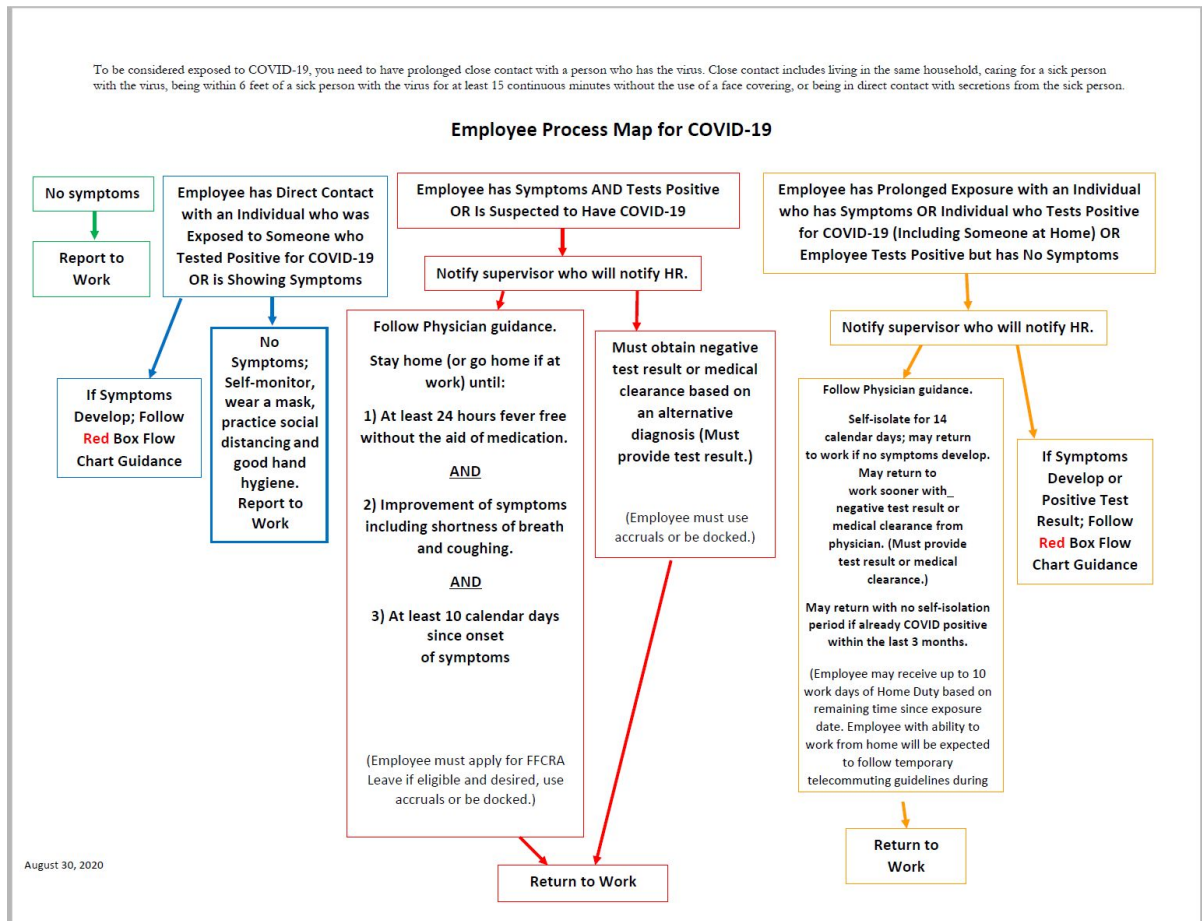 To be considered exposed to COVID-19, you need to have prolonged close contact with a person who has the virus. Close contact includes living in the same household, caring for a sick person
with the virus, being within 6 feet of a sick person with the virus for at least 15 continuous minutes without the use of a face covering, or being in direct contact with secretions from the sick person.
Employee Process Map for COVID-19
No symptoms
Report to
Work
Employee has Direct Contact
with an Individual who was
Exposed to Someone who
Tested Positive for COVID-19
OR is Showing Symptoms
If Symptoms
Develop; Follow
Red Box Flow
Chart Guidance
No
Symptoms;
Self-monitor,
wear a mask,
practice social
distancing and
good hand
hygiene.
Report to
Work
Employee has Symptoms AND Tests Positive
OR Is Suspected to Have COVID-19
Notify supervisor who will notify HR.
Follow Physician guidance.
Stay home (or go home if at
work) until:
1) At least 24 hours fever free
without the aid of medication.
AND
2) Improvement of symptoms
including shortness of breath
and coughing.
AND
3) At least 10 calendar days
since onset
of symptoms
(Employee must apply for FFCRA
Leave if eligible and desired, use
accruals or be docked.)
Must obtain negative
test result or medical
clearance based on
an alternative
diagnosis (Must
provide test result.)
(Employee must use
accruals or be docked.)
Return to Work
Employee has Prolonged Exposure with an Individual
who has Symptoms OR Individual who Tests Positive
for COVID-19 (Including Someone at Home) OR
Employee Tests Positive but has No Symptoms
Notify supervisor who will notify HR.
Follow Physician guidance.
Self-isolate for 14
calendar days; may return
to work if no symptoms develop.
May return to
work sooner with_
negative test result or
medical clearance from
physician. (Must provide
test result or medical
clearance.)
May return with no self-isolation
period if already COVID positive
within the last 3 months.
(Employee may receive up to 10
work days of Home Duty based on
remaining time since exposure
date. Employee with ability to
work from home will be expected
to follow temporary
telecommuting guidelines during
If Symptoms
Develop or
Positive Test
Result; Follow
Red Box Flow
Chart Guidance
Return to
Work
August 30, 2020